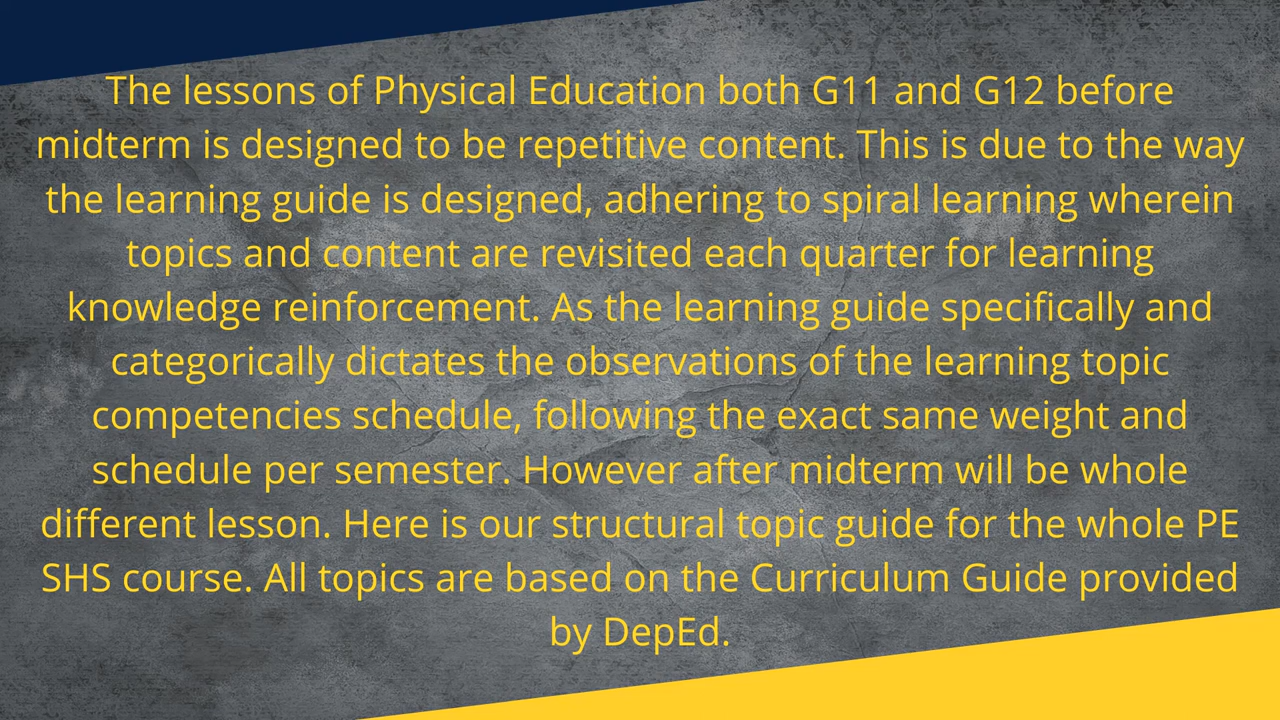 The lessons of Physical Education both G11 and G12 before
midterm is designed to be repetitive content. This is due to the way
the learning guide is designed, adhering to spiral learning wherein
topics and content are revisited each quarter for learning
knowledge reinforcement. As the learning guide specifically and
categorically dictates the observations of the learning topic
competencies schedule, following the exact same weight and
schedule per semester. However after midterm will be whole
different lesson. Here is our structural topic guide for the whole PE
SHS course. All topics are based on the Curriculum Guide provided
by DepEd.